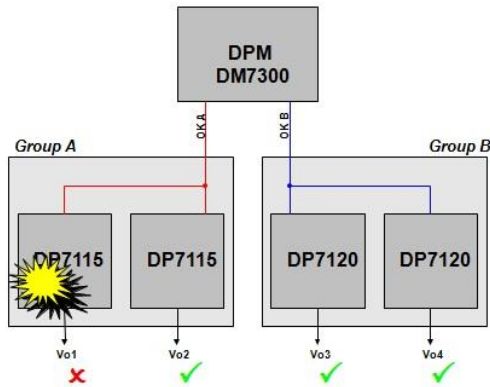 DPM
DM7300
OK A
OK B
Group A
Group B
DP7115
DP7115
DP7120
DP7120
Vo1
Vo2
Vo3
Vo4